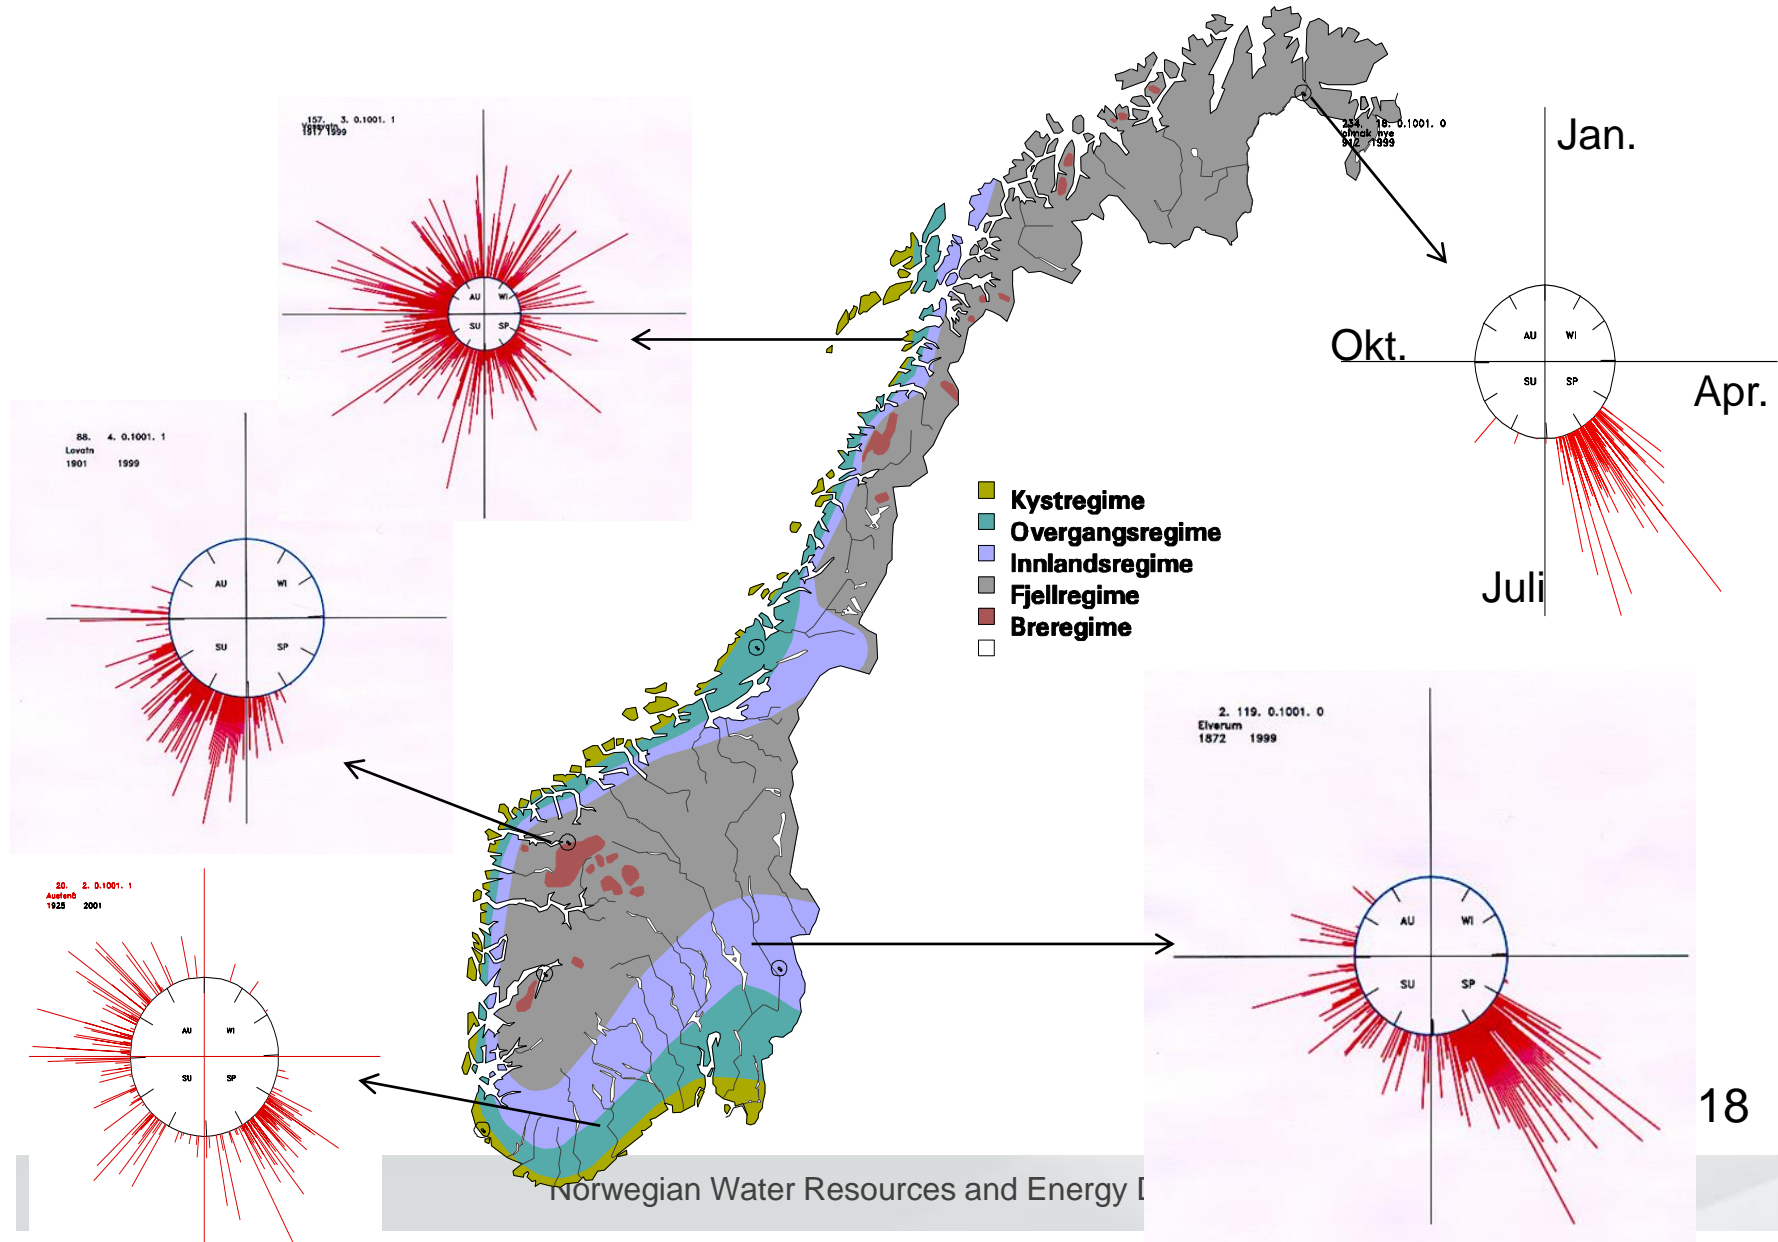 157. 3. 0.1001. 1
1917 1999
234. 18. 0.1001. 0
1999
Jan.
Okt.
Apr.
Juli
AU WI
SU SP
AU WI
SU SP
88. 4. 0.1001. 1
Lovatn
1901 1999
AU WI
SU SP
Kystregime
Overgangsregime
Innlandsregime
Fjellregime
Breregime
2. 119. 0.1001. 0
Elverum
1872 1999
AU WI
SU SP
20. 2. 0.1001. 1
Austenå
1925 2001
AU WI
SU SP
18
Norwegian Water Resources and Energy